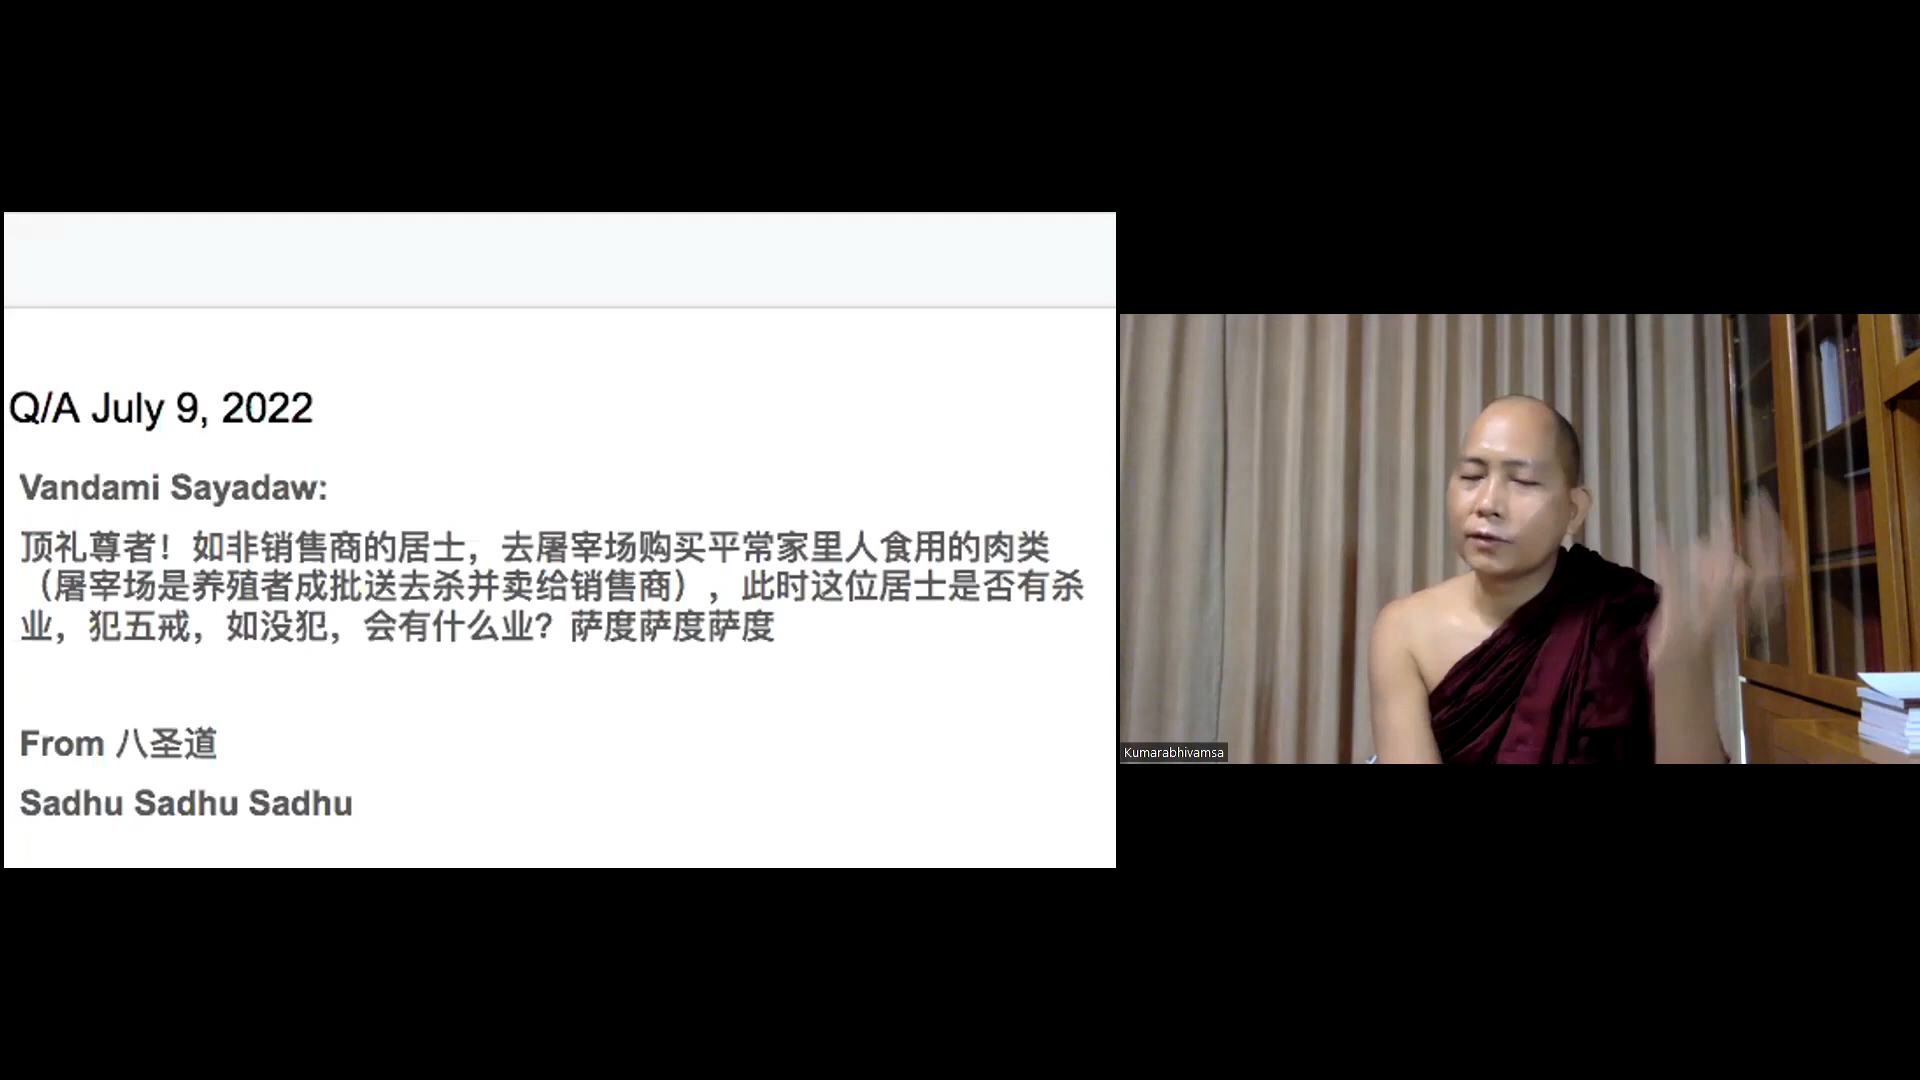 Q/A July 9, 2022
Vandami Sayadaw:
顶礼尊者！如非销售商的居士，去屠宰场购买平常家里人食用的肉类
（屠宰场是养殖者成批送去杀并卖给销售商），此时这位居士是否有杀
业，犯五戒，如没犯，会有什么业？萨度萨度萨度
From 八圣道
Sadhu Sadhu Sadhu
Kumarabhivamsa